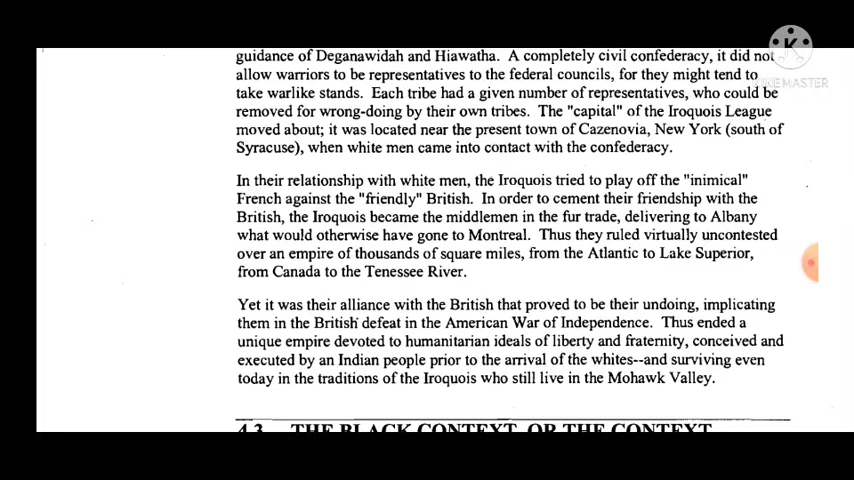 guidance of Deganawidah and Hiawatha. A completely civil confederacy, it did not
allow warriors to be representatives to the federal councils, for they might tend to
take warlike stands. Each tribe had a given number of representatives, who could be
removed for wrong-doing by their own tribes. The "capital" of the Iroquois League
moved about; it was located near the present town of Cazenovia, New York (south of
Syracuse), when white men came into contact with the confederacy.
In their relationship with white men, the Iroquois tried to play off the "inimical"
French against the "friendly" British. In order to cement their friendship with the
British, the Iroquois became the middlemen in the fur trade, delivering to Albany
what would otherwise have gone to Montreal. Thus they ruled virtually uncontested
over an empire of thousands of square miles, from the Atlantic to Lake Superior,
from Canada to the Tenessee River.
Yet it was their alliance with the British that proved to be their undoing, implicating
them in the British defeat in the American War of Independence. Thus ended a
unique empire devoted to humanitarian ideals of liberty and fraternity, conceived and
executed by an Indian people prior to the arrival of the whites--and surviving even
today in the traditions of the Iroquois who still live in the Mohawk Valley.
4.3 THE BLACK CONTEXT, OR THE CONTEXT
K
KINEMASTER